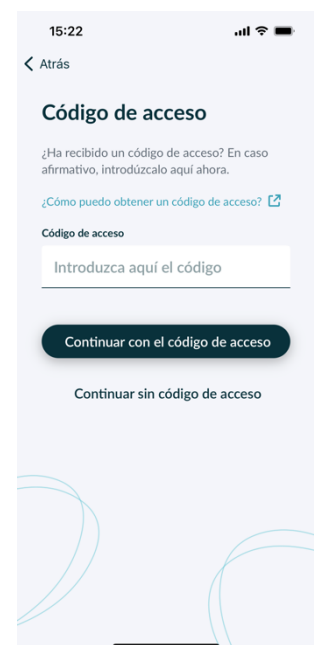 15:22
Atrás
Código de acceso
¿Ha recibido un código de acceso? En caso
afirmativo, introdúzcalo aquí ahora.
¿Cómo puedo obtener un código de acceso?
Código de acceso
Introduzca aquí el código
Continuar con el código de acceso
Continuar sin código de acceso